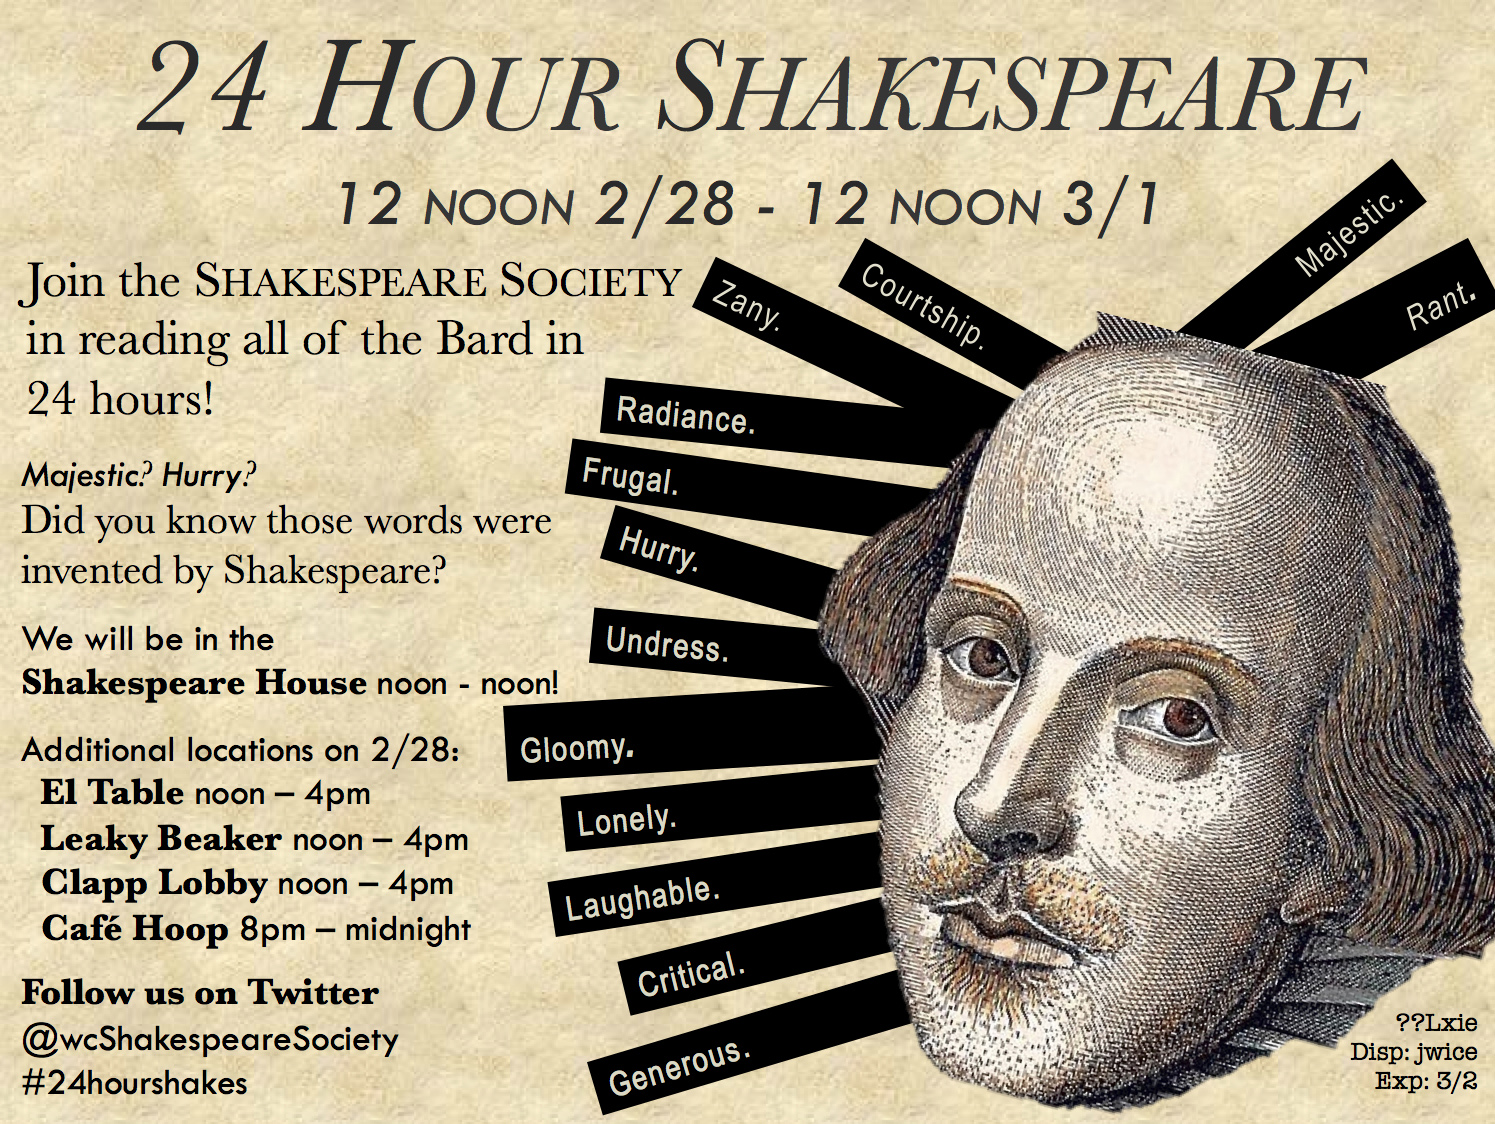 24 HOUR SHAKESPEARE
12 NOON 2/28 - 12 NOON 3/1
Join the SHAKESPEARE SOCIETY
in reading all of the Bard in
24 hours!
Majestic? Hurry?
Did you know those words were
invented by Shakespeare?
We will be in the
Shakespeare House noon - noon!
Additional locations on 2/28:
El Table noon – 4pm
Leaky Beaker noon – 4pm
Clapp Lobby noon – 4pm
Café Hoop 8pm – midnight
Follow us on Twitter
@wcShakespeareSociety
#24hourshakes
Majestic.
Rant.
Courtship.
Zany.
Radiance.
Frugal.
Hurry.
Undress.
Gloomy.
Lonely.
Laughable.
Critical.
Generous.
??Lxie
Disp: jwice
Exp: 3/2